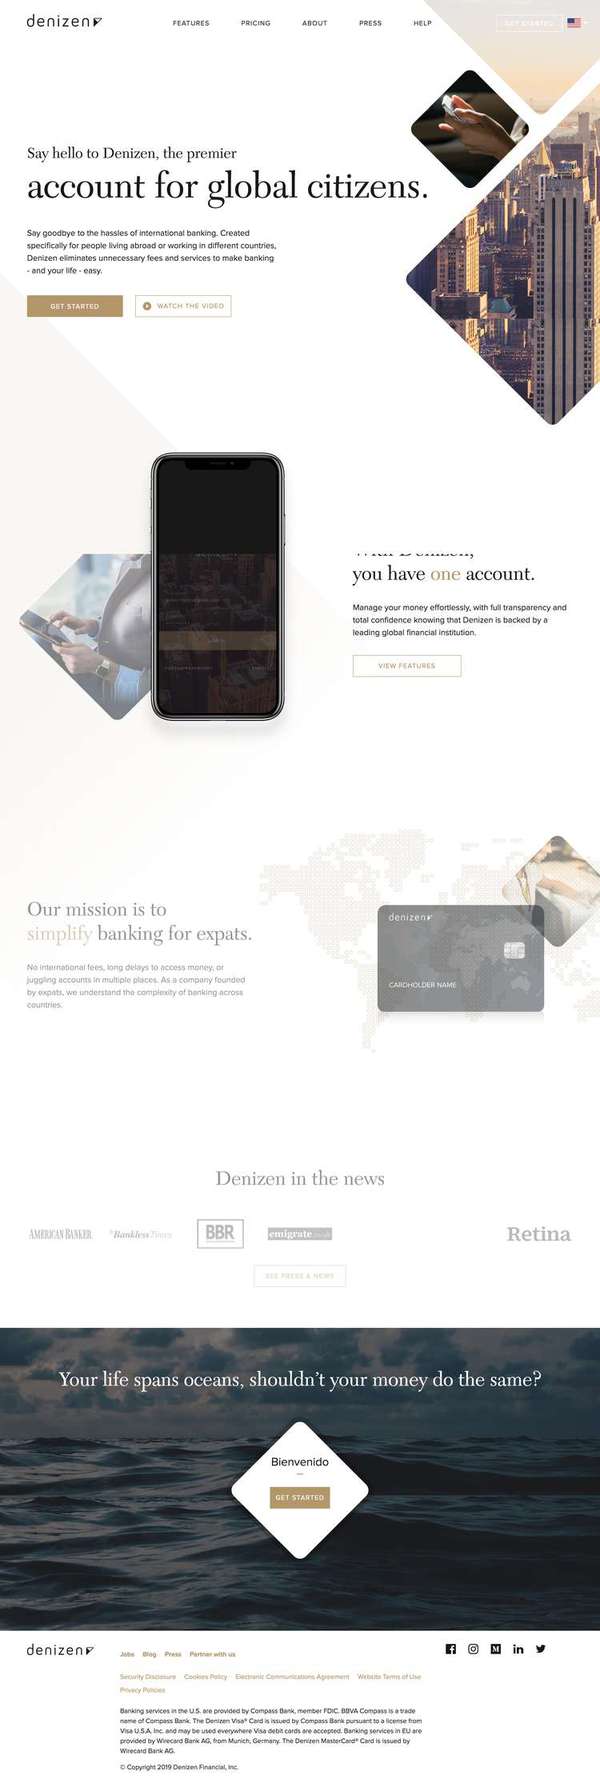 denizen
FEATURES
PRICING
ABOUT
PRESS
HELP
GET STARTED
Say hello to Denizen, the premier
account for global citizens.
Say goodbye to the hassles of international banking. Created
specifically for people living abroad or working in different countries,
Denizen eliminates unnecessary fees and services to make banking
- and your life - easy.
GET STARTED
WATCH THE VIDEO
With Denizen,
you have one account.
Manage your money effortlessly, with full transparency and
total confidence knowing that Denizen is backed by a
leading global financial institution.
VIEW FEATURES
Our mission is to
simplify banking for expats.
No international fees, long delays to access money, or
juggling accounts in multiple places. As a company founded
by expats, we understand the complexity of banking across
countries.
denizen
CARDHOLDER NAME
Denizen in the news
AMERICAN BANKER
Bankless Times
BBR
emigrate.co.uk
Retina
SEE PRESS & NEWS
Your life spans oceans, shouldn't your money do the same?
Bienvenido
GET STARTED
denizen
Jobs Blog Press Partner with us
Security Disclosure Cookies Policy Electronic Communications Agreement Website Terms of Use
Privacy Policies
Banking services in the U.S. are provided by Compass Bank, member FDIC. BBVA Compass is a trade
name of Compass Bank. The Denizen Visa® Card is issued by Compass Bank pursuant to a license from
Visa U.S.A. Inc. and may be used everywhere Visa debit cards are accepted. Banking services in EU are
provided by Wirecard Bank AG, from Munich, Germany. The Denizen MasterCard® Card is issued by
Wirecard Bank AG.
© Copyright 2019 Denizen Financial, Inc.